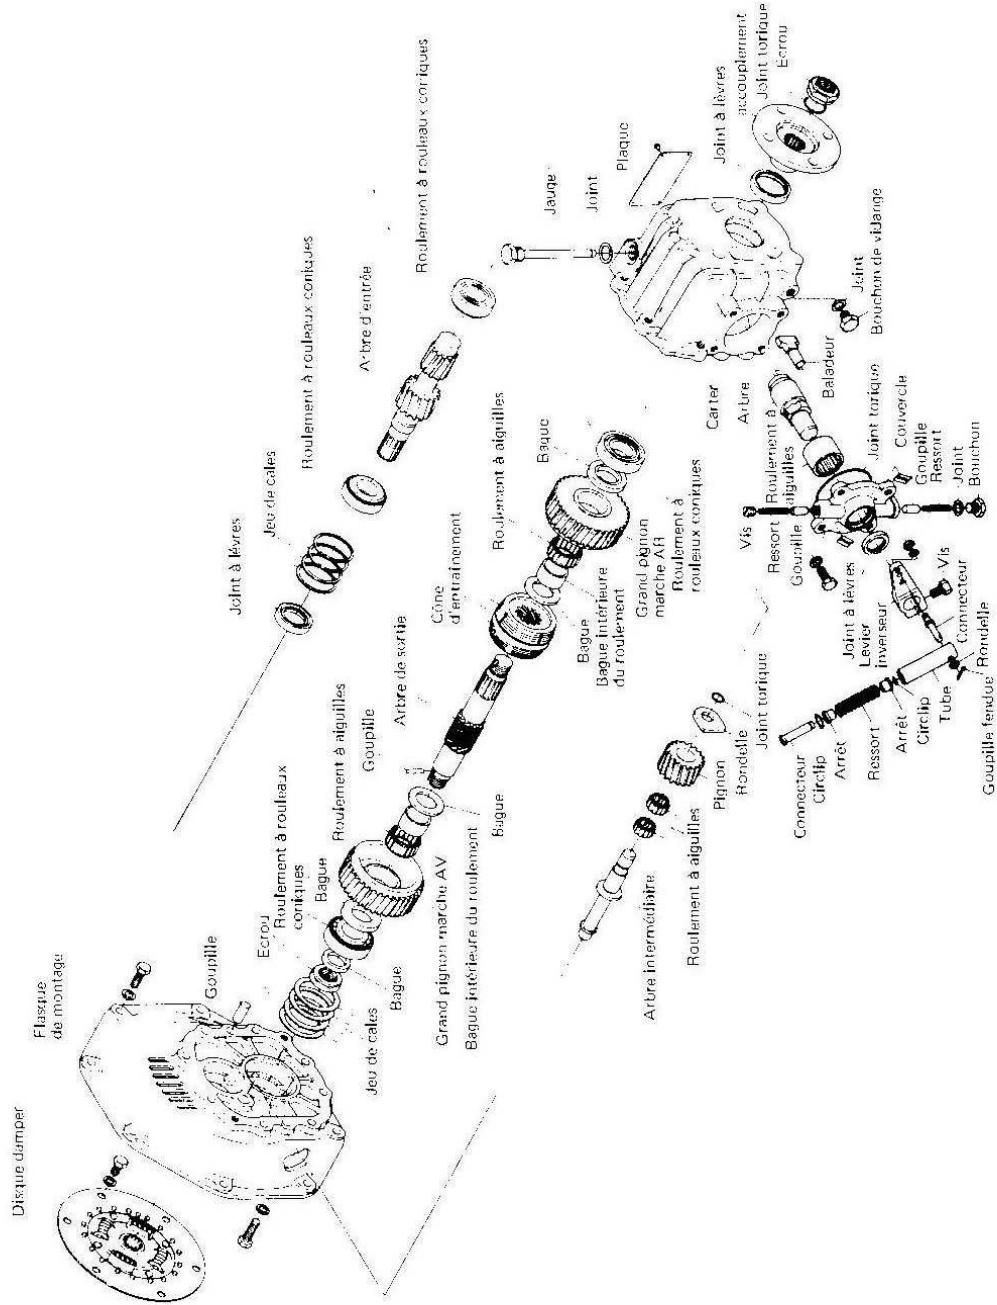 Disque damper
Flasque
de montage
Goupille
Ecrou
Roulement à rouleaux
coniques
Bague
Roulement à aiguilles
Goupille
Arbre de sortie
Cône
d'entraînement
Roulement à aiguilles
Bague
Joint à lèvres
Jeu de cales
Roulement à rouleaux coniques
Arbre d'entrée
Roulement à rouleaux coniques
Jauge
Joint
Plaque
Joint à lèvres
accouplement
Joint torique
Ecrou
Jeu de cales
Bague
Grand pignon marche AV
Bague intérieure du roulement
Bague
Bague
Bague intérieure
du roulement
Grand pignon
marche AR
Roulement à
rouleaux coniques
Carter
Arbre
Baladeur
Joint
Bouchon de vidange
Arbre intermédiaire
Roulement à aiguilles
Pignon
Rondelle
Joint torique
Vis
Ressort
Goupille
Roulement à
aiguilles
Joint torique
Couvercle
Goupille
Ressort
Joint
Bouchon
Joint à lèvres
Levier
inverseur
Vis
Connecteur
Rondelle
Goupille fendue
Tube
Circlip
Arrêt
Ressort
Arrêt
Circlip
Connecteur